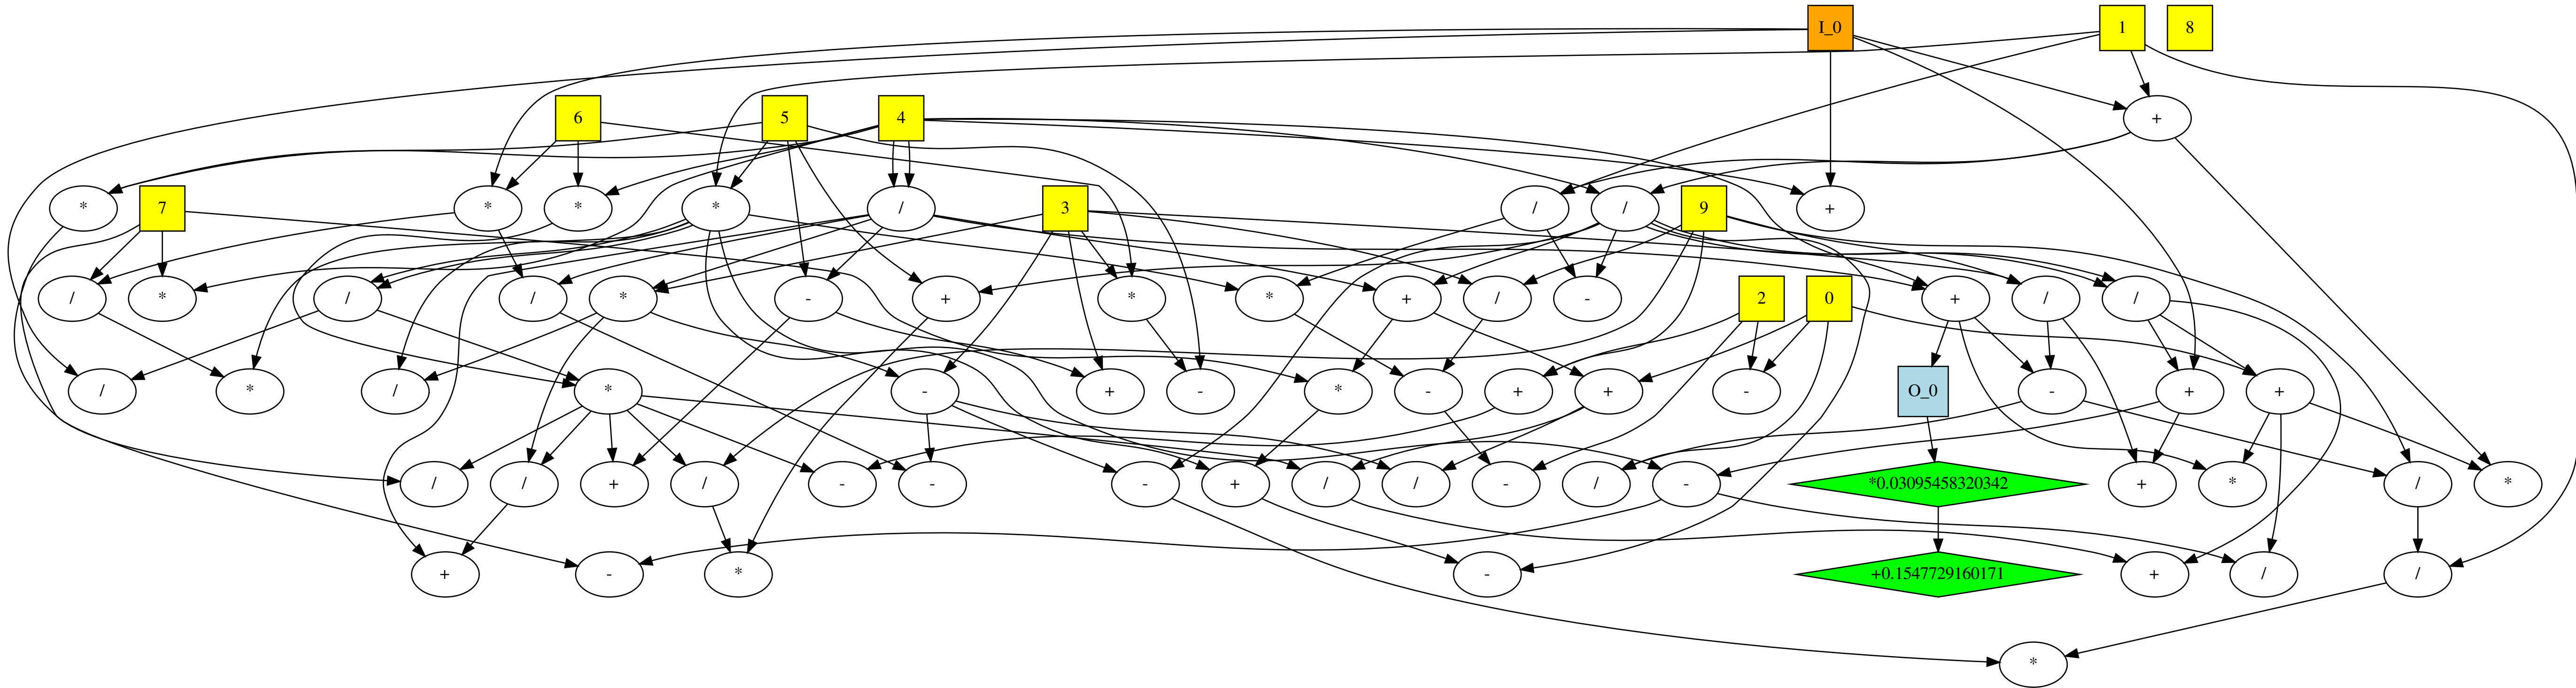 I_0 1 8
6 5 4 +
* 7 * * * / 3 / / 9 +
/ * / / * - + * * + / - 2 0 + / /
/ * / * - + - * - + + - O_0 - + +
/ / + / - - - + / / - / - *0.03095458320342 + * / *
+ - * - +0.1547729160171 + / /
*